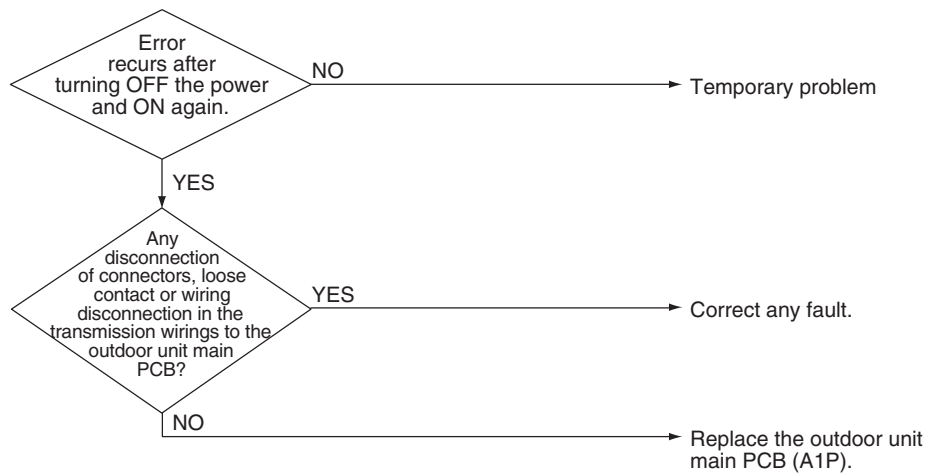 Error
recurs after
turning OFF the power
and ON again.
NO
Temporary problem
YES
Any
disconnection
of connectors, loose
contact or wiring
disconnection in the
transmission wirings to the
outdoor unit main
PCB?
YES
Correct any fault.
NO
Replace the outdoor unit
main PCB (A1P).